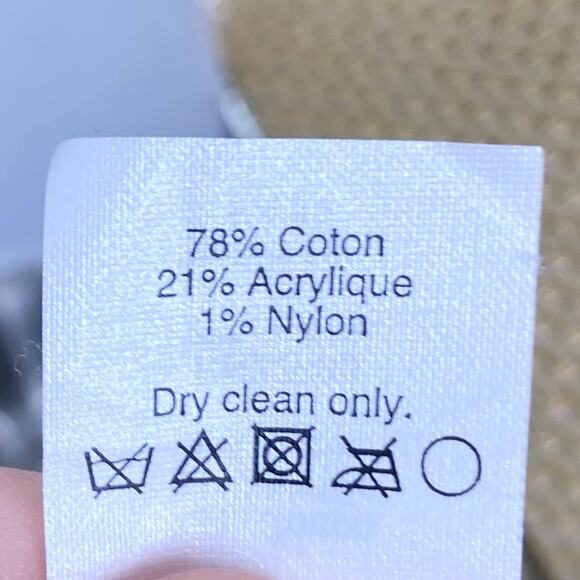 78% Coton
21% Acrylique
1% Nylon
Dry clean only.